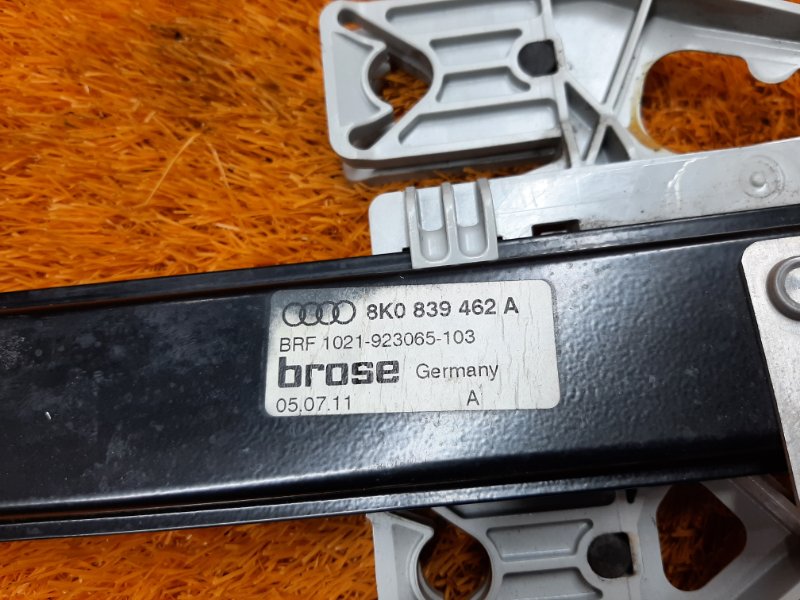 8K0 839 462 A
BRF 1021-923065-103
brose Germany
05.07.11 A